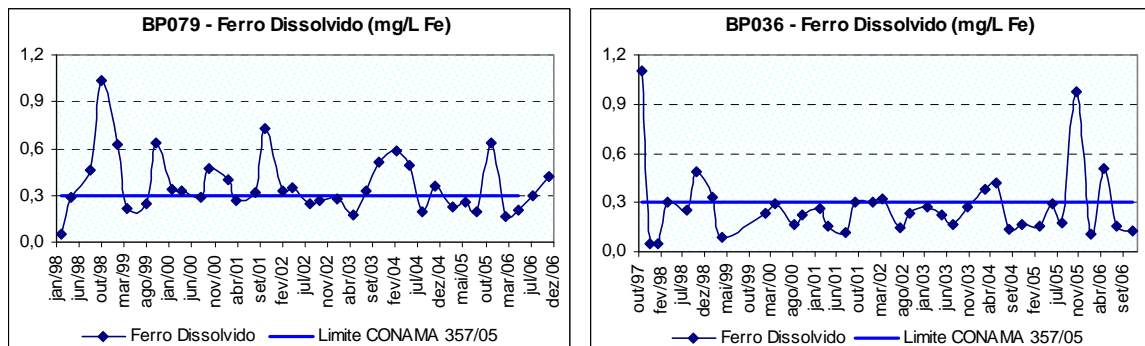 BP079 - Ferro Dissolvido (mg/L Fe)
1,2
0,9
0,6
0,3
0,0
jan/98
jun/98
out/98
mar/99
ago/99
jan/00
jun/00
nov/00
abr/01
set/01
fev/02
jul/02
nov/02
abr/03
set/03
fev/04
jul/04
dez/04
mai/05
out/05
mar/06
jul/06
dez/06
Ferro Dissolvido
Limite CONAMA 357/05
BP036 - Ferro Dissolvido (mg/L Fe)
1,2
0,9
0,6
0,3
0,0
out/97
fev/98
jul/98
dez/98
mai/99
out/99
mar/00
ago/00
jan/01
jun/01
out/01
mar/02
ago/02
jan/03
jun/03
nov/03
abr/04
set/04
fev/05
jul/05
nov/05
abr/06
set/06
Ferro Dissolvido
Limite CONAMA 357/05